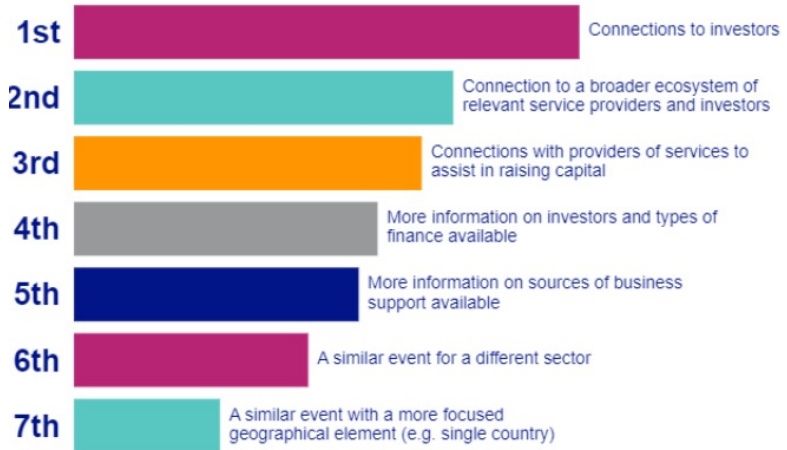 1st
Connections to investors
2nd
Connection to a broader ecosystem of
relevant service providers and investors
3rd
Connections with providers of services to
assist in raising capital
4th
More information on investors and types of
finance available
5th
More information on sources of business
support available
6th
A similar event for a different sector
7th
A similar event with a more focused
geographical element (e.g. single country)